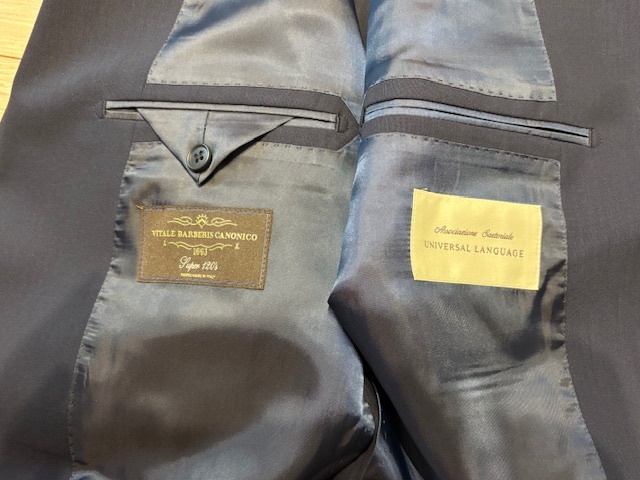 VITALE BARBERIS CANONICO
1663
Super 120's
Associazione Sartoriale
UNIVERSAL LANGUAGE